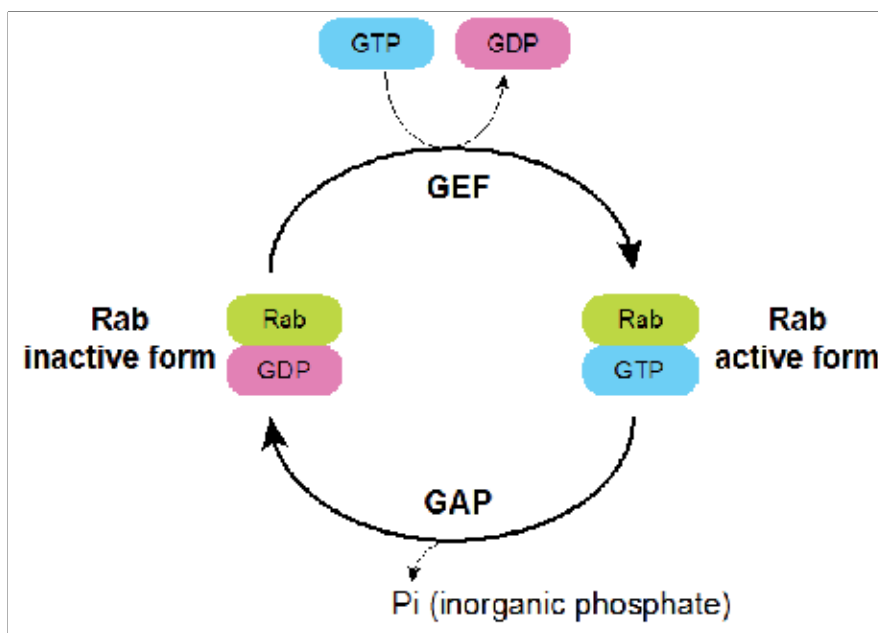 GTP
GDP
GEF
Rab
inactive form
Rab
GDP
Rab
GTP
Rab
active form
GAP
Pi (inorganic phosphate)